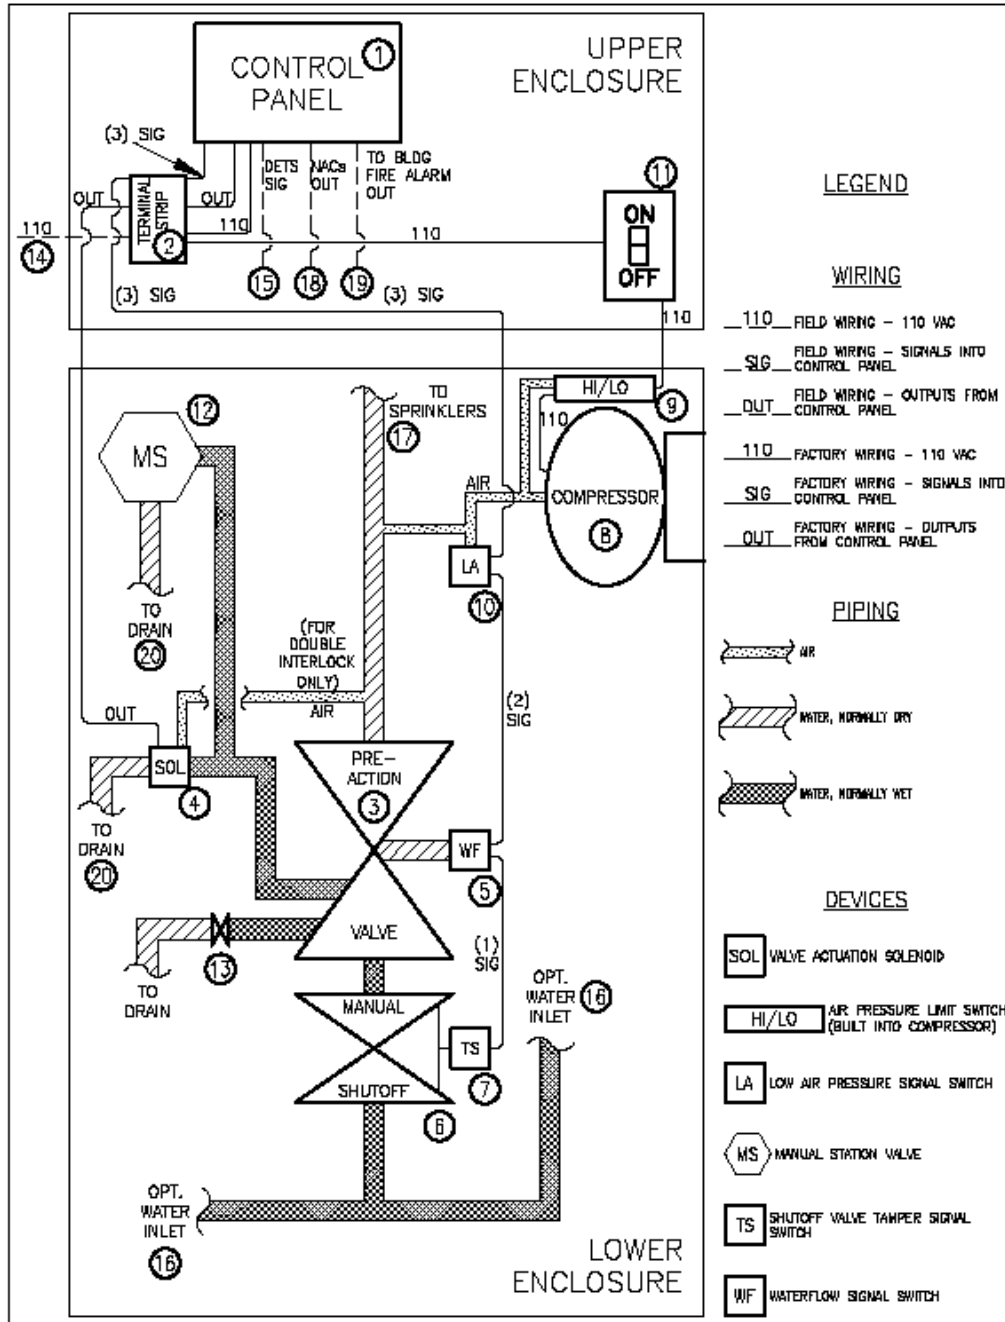 CONTROL
PANEL
1
UPPER
ENCLOSURE
(3) SIG
DETS
SIG
NACs
OUT
TO BLDG
FIRE ALARM
OUT
11
OUT
TERMINAL
STRIP
2
OUT
110
110
14
110
ON
OFF
15
18
19
(3) SIG
(3) SIG
110
12
MS
TO
SPRINKLERS
17
HI/LO
9
110
AIR
COMPRESSOR
8
LA
10
TO
DRAIN
20
(FOR
DOUBLE
INTERLOCK
ONLY)
AIR
(2)
SIG
OUT
SOL
4
PRE-
ACTION
3
TO
DRAIN
20
WF
5
VALVE
13
TO
DRAIN
(1)
SIG
OPT.
WATER
INLET
16
MANUAL
TS
7
SHUTOFF
6
OPT.
WATER
INLET
16
LOWER
ENCLOSURE
LEGEND
WIRING
110 FIELD WIRING - 110 VAC
SIG FIELD WIRING - SIGNALS INTO
CONTROL PANEL
OUT FIELD WIRING - OUTPUTS FROM
CONTROL PANEL
110 FACTORY WIRING - 110 VAC
SIG FACTORY WIRING - SIGNALS INTO
CONTROL PANEL
OUT FACTORY WIRING - OUTPUTS
FROM CONTROL PANEL
PIPING
AIR
WATER, NORMALLY DRY
WATER, NORMALLY WET
DEVICES
SOL VALVE ACTUATION SOLENOID
HI/LO AIR PRESSURE LIMIT SWITCH
(BUILT INTO COMPRESSOR)
LA LOW AIR PRESSURE SIGNAL SWITCH
MS MANUAL STATION VALVE
TS SHUTOFF VALVE TAMPER SIGNAL
SWITCH
WF WATERFLOW SIGNAL SWITCH